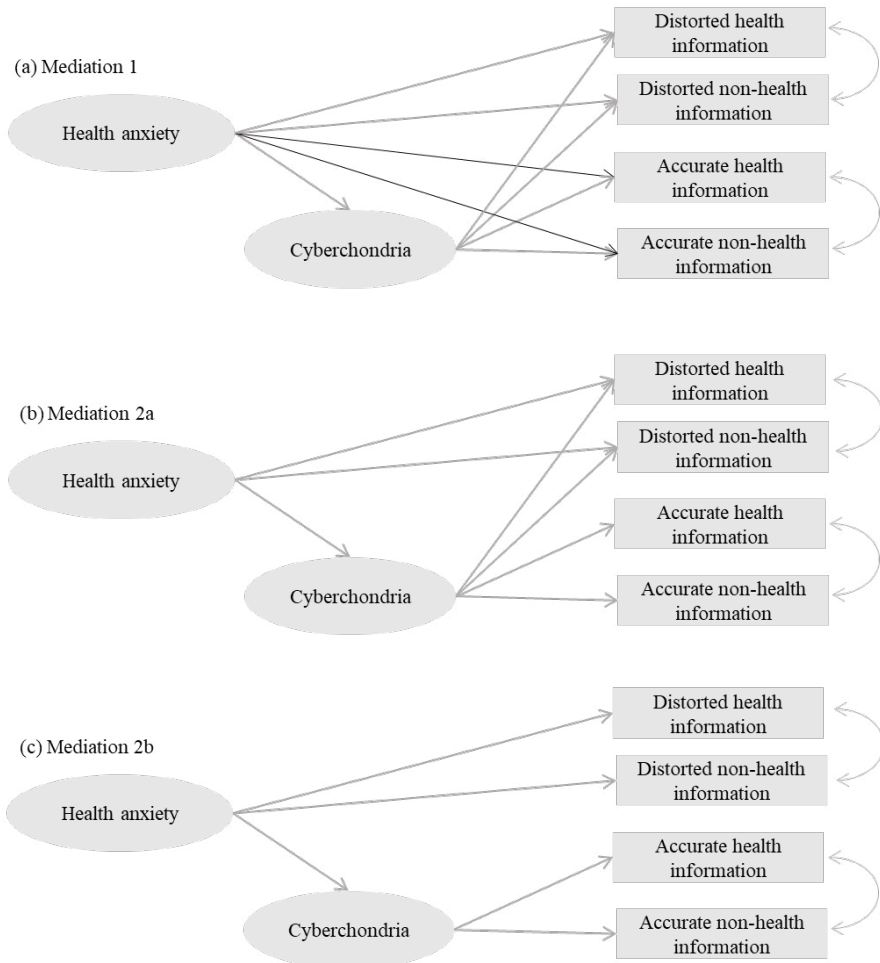 Distorted health
information
(a) Mediation 1
Distorted non-health
information
Health anxiety
Accurate health
information
Cyberchondria
Accurate non-health
information
Distorted health
information
(b) Mediation 2a
Distorted non-health
information
Health anxiety
Accurate health
information
Cyberchondria
Accurate non-health
information
Distorted health
information
(c) Mediation 2b
Distorted non-health
information
Health anxiety
Accurate health
information
Cyberchondria
Accurate non-health
information